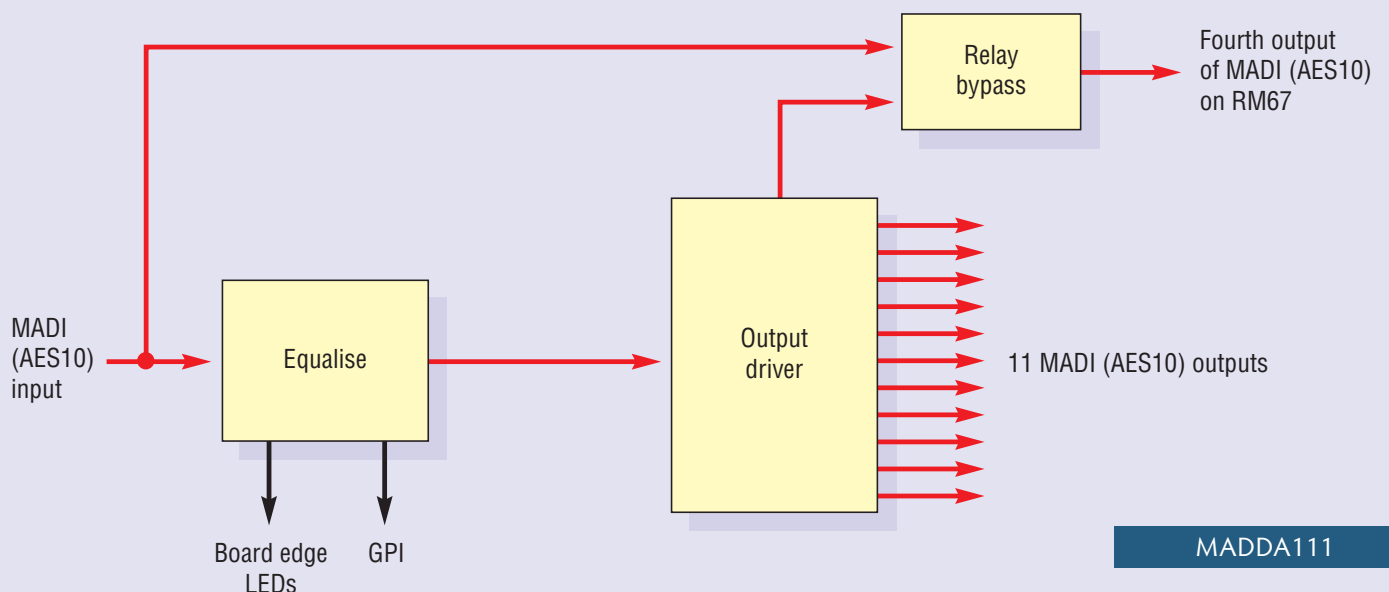 Relay
bypass
Fourth output
of MADI (AES10)
on RM67
MADI
(AES10)
input
Equalise
Output
driver
11 MADI (AES10) outputs
Board edge
LEDs
GPI
MADDA111